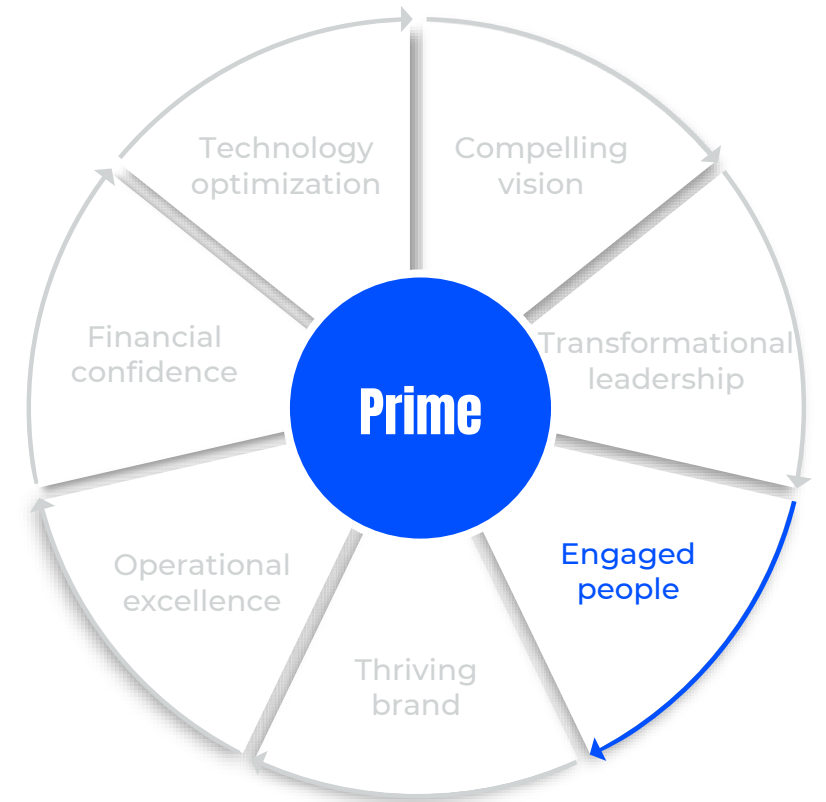 Technology
optimization
Compelling
vision
Financial
confidence
Transformational
leadership
Prime
Engaged
people
Operational
excellence
Thriving
brand